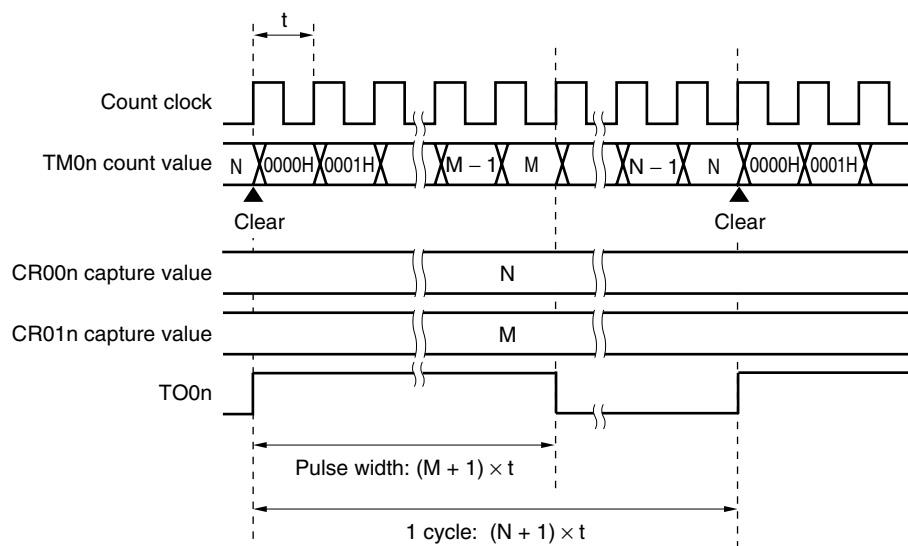 t
Count clock
TM0n count value
N 0000H 0001H M – 1 M N – 1 N 0000H 0001H
Clear Clear
CR00n capture value
N
CR01n capture value
M
TO0n
Pulse width: (M + 1) × t
1 cycle: (N + 1) × t